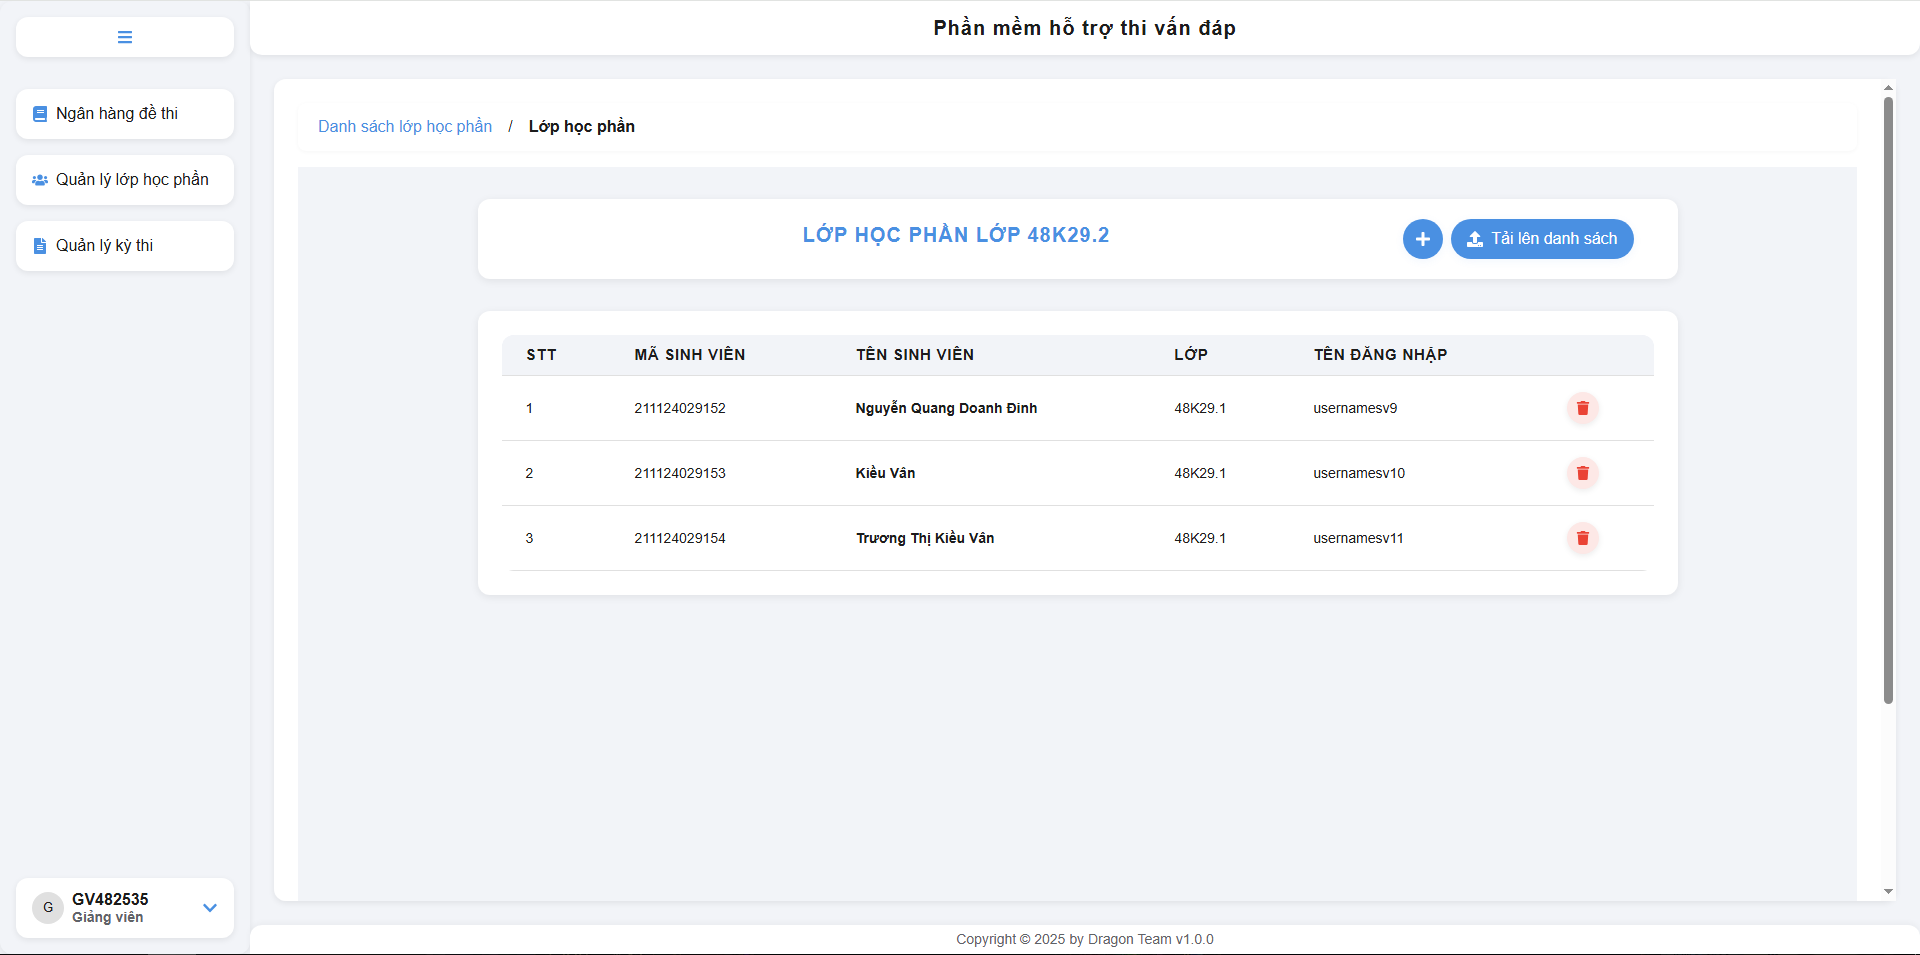 Phần mềm hỗ trợ thi vấn đáp
Ngân hàng đề thi
Quản lý lớp học phần
Quản lý kỳ thi
Danh sách lớp học phần / Lớp học phần
LỚP HỌC PHẦN LỚP 48K29.2
Tải lên danh sách
STT MÃ SINH VIÊN TÊN SINH VIÊN LỚP TÊN ĐĂNG NHẬP
1 211124029152 Nguyễn Quang Doanh Đinh 48K29.1 usernamesv9
2 211124029153 Kiều Vân 48K29.1 usernamesv10
3 211124029154 Trương Thị Kiều Vân 48K29.1 usernamesv11
G
GV482535
Giảng viên
Copyright © 2025 by Dragon Team v1.0.0